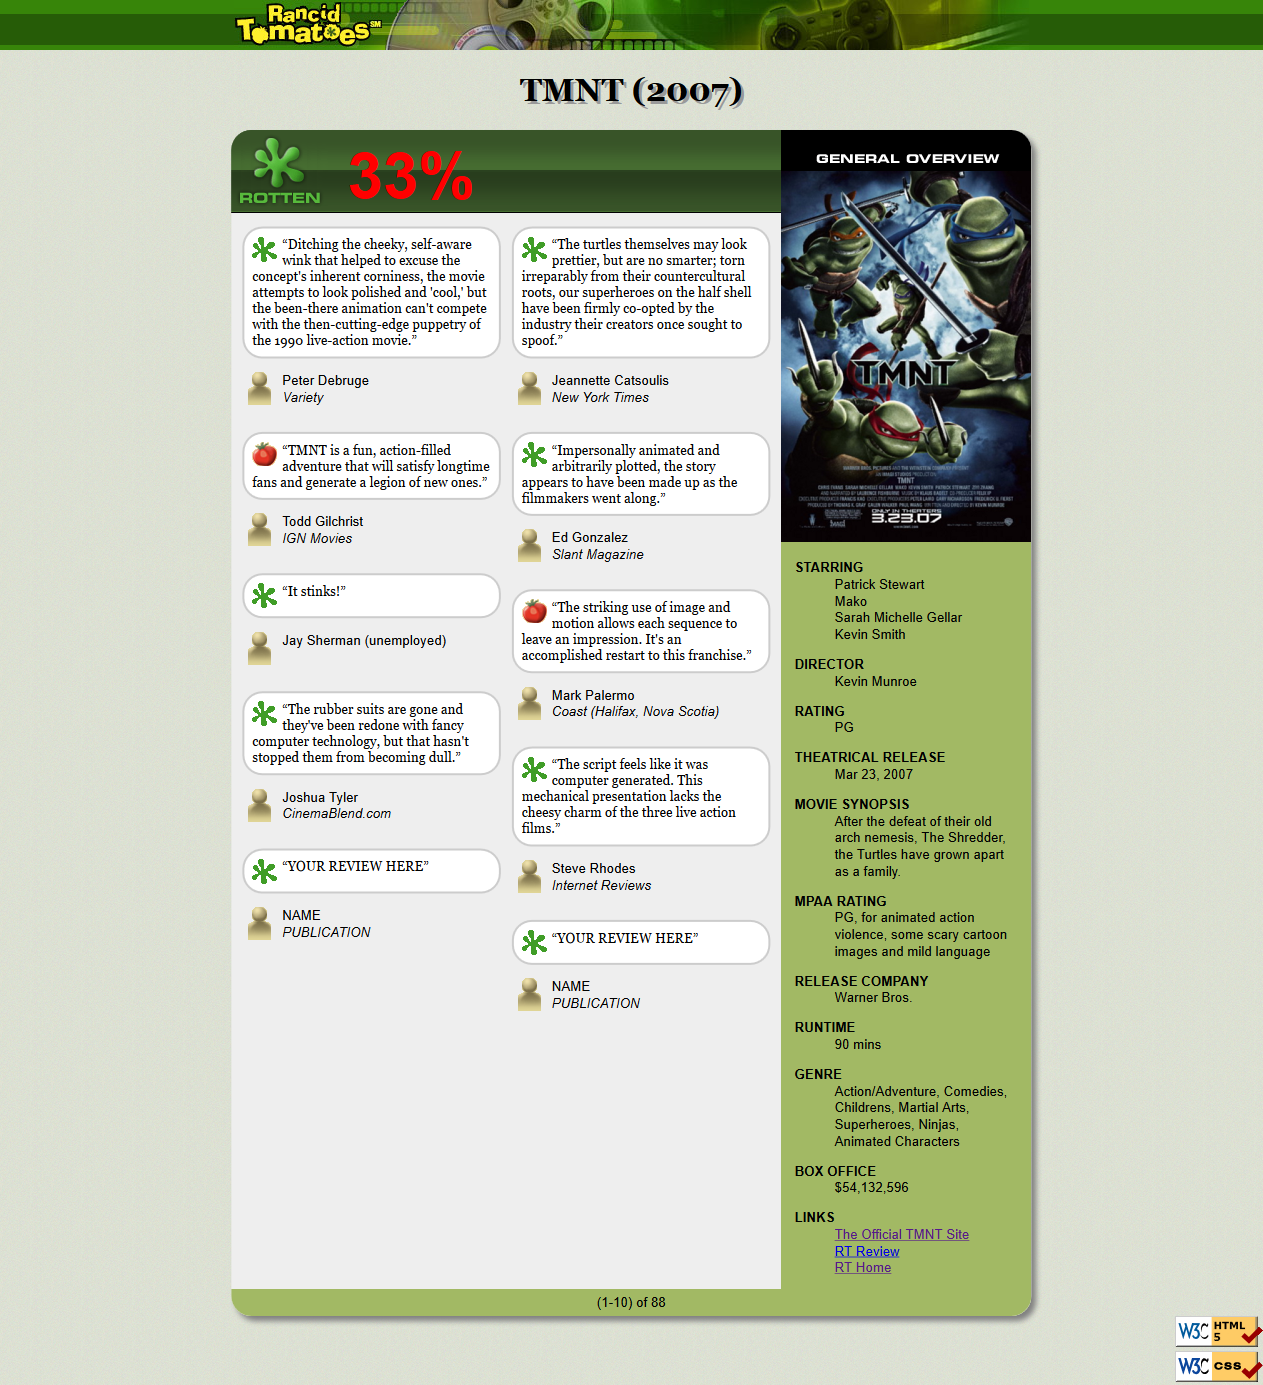 Rancid
Tomatoes SM
TMNT (2007)
ROTTEN
33%
“Ditching the cheeky, self-aware
wink that helped to excuse the
concept's inherent corniness, the movie
attempts to look polished and 'cool,' but
the been-there animation can't compete
with the then-cutting-edge puppetry of
the 1990 live-action movie.”
Peter Debruge
Variety
“TMNT is a fun, action-filled
adventure that will satisfy longtime
fans and generate a legion of new ones.”
Todd Gilchrist
IGN Movies
“It stinks!”
Jay Sherman (unemployed)
“The rubber suits are gone and
they've been redone with fancy
computer technology, but that hasn't
stopped them from becoming dull.”
Joshua Tyler
CinemaBlend.com
“YOUR REVIEW HERE”
NAME
PUBLICATION
“The turtles themselves may look
prettier, but are no smarter; torn
irreparably from their countercultural
roots, our superheroes on the half shell
have been firmly co-opted by the
industry their creators once sought to
spoof.”
Jeannette Catsoulis
New York Times
“Impersonally animated and
arbitrarily plotted, the story
appears to have been made up as the
filmmakers went along.”
Ed Gonzalez
Slant Magazine
“The striking use of image and
motion allows each sequence to
leave an impression. It's an
accomplished restart to this franchise.”
Mark Palermo
Coast (Halifax, Nova Scotia)
“The script feels like it was
computer generated. This
mechanical presentation lacks the
cheesy charm of the three live action
films.”
Steve Rhodes
Internet Reviews
“YOUR REVIEW HERE”
NAME
PUBLICATION
GENERAL OVERVIEW
TMNT
TMNT
ONLY IN THEATERS
3.23.07
STARRING
Patrick Stewart
Mako
Sarah Michelle Gellar
Kevin Smith
DIRECTOR
Kevin Munroe
RATING
PG
THEATRICAL RELEASE
Mar 23, 2007
MOVIE SYNOPSIS
After the defeat of their old
arch nemesis, The Shredder,
the Turtles have grown apart
as a family.
MPAA RATING
PG, for animated action
violence, some scary cartoon
images and mild language
RELEASE COMPANY
Warner Bros.
RUNTIME
90 mins
GENRE
Action/Adventure, Comedies,
Childrens, Martial Arts,
Superheroes, Ninjas,
Animated Characters
BOX OFFICE
$54,132,596
LINKS
The Official TMNT Site
RT Review
RT Home
(1-10) of 88
W3C HTML 5
W3C css